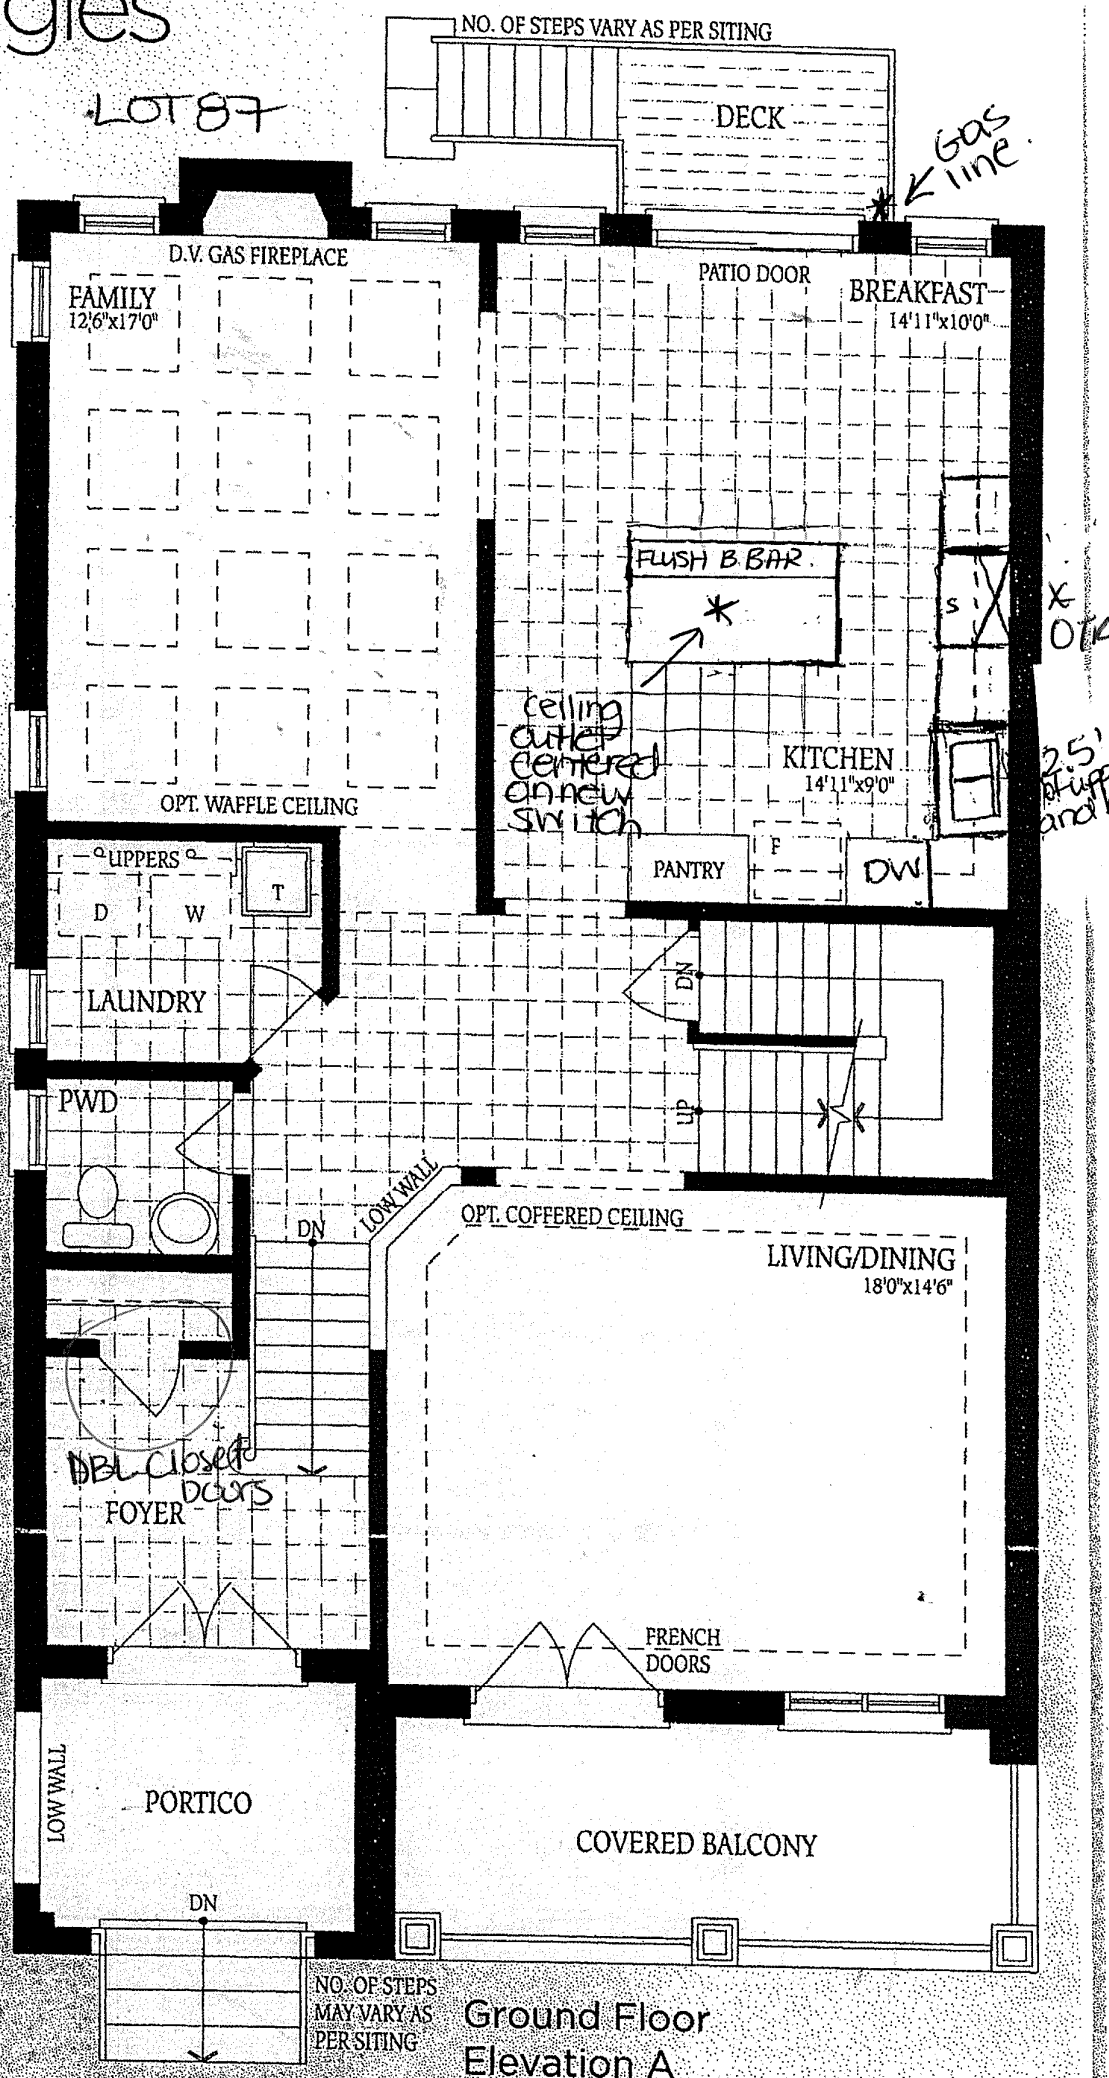 gles
NO. OF STEPS VARY AS PER SITING
LOT 87
DECK
Gas
line.
D.V. GAS FIREPLACE
PATIO DOOR
FAMILY
12'6"x17'0"
BREAKFAST
14'11"x10'0"
FLUSH B.BAR.
S
X
ceiling
outlet
centered
on new
switch
KITCHEN
14'11"x9'0"
2.5'
OPT. WAFFLE CEILING
PANTRY
F
DW
UPPERS
D
W
T
LAUNDRY
DN
UP
PWD
LOW WALL
DN
OPT. COFFERED CEILING
LIVING/DINING
18'0"x14'6"
DBL Closet
Doors
FOYER
FRENCH
DOORS
LOW WALL
PORTICO
COVERED BALCONY
DN
NO. OF STEPS
MAY VARY AS
PER SITING
Ground Floor
Elevation A